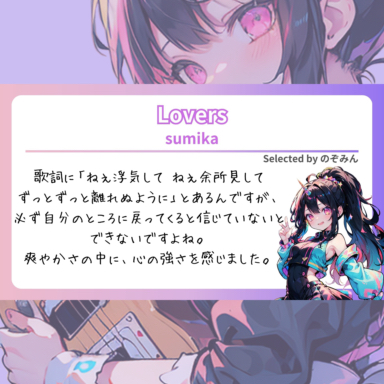 Lovers
sumika
Selected by のぞみん
歌詞に「ねえ浮気して ねえ余所見して
ずっとずっと離れぬように」とあるんですが、
必ず自分のところに戻ってくると信じていないと
できないですよね。
爽やかさの中に、心の強さを感じました。